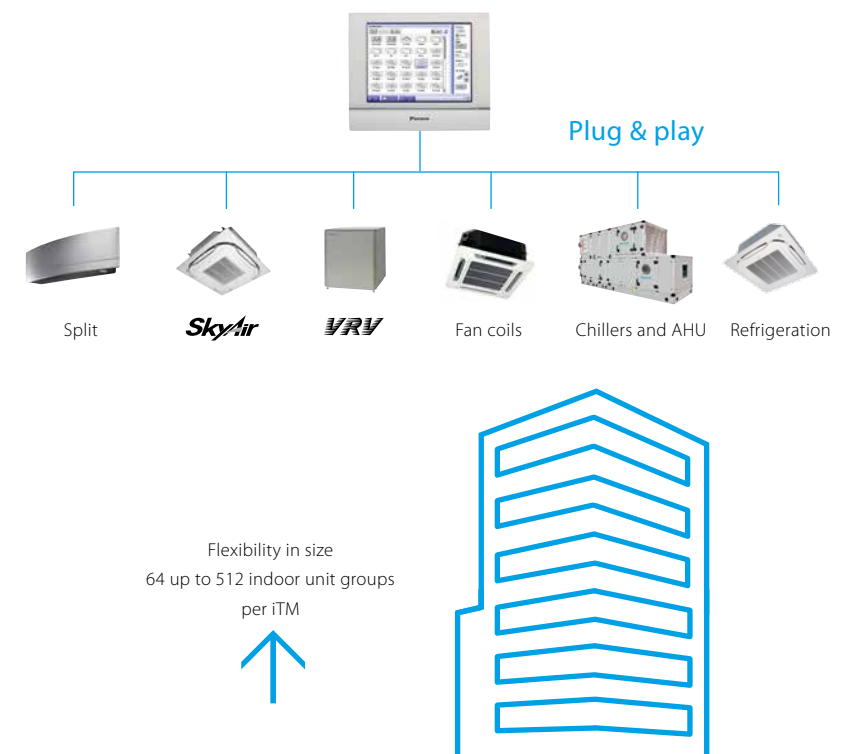 Plug & play
Split
SkyAir
VRV
Fan coils
Chillers and AHU
Refrigeration
Flexibility in size
64 up to 512 indoor unit groups
per iTM